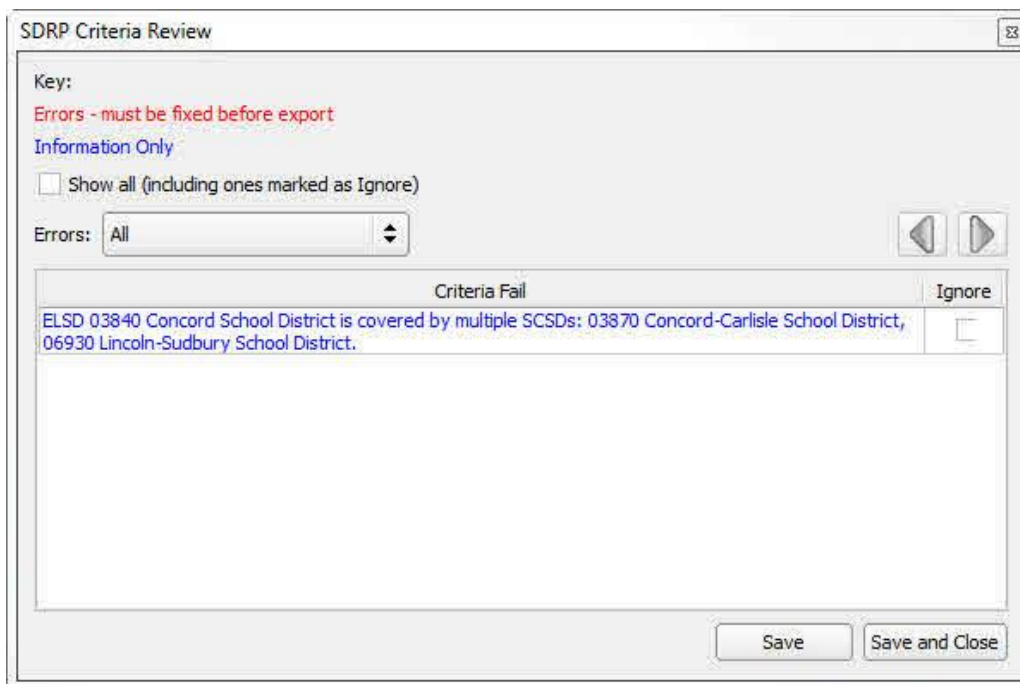 SDRP Criteria Review
Key:
Errors - must be fixed before export
Information Only
Show all (including ones marked as Ignore)
Errors: All
Criteria Fail Ignore
ELSD 03840 Concord School District is covered by multiple SCSDs: 03870 Concord-Carlisle School District,
06930 Lincoln-Sudbury School District.
Save Save and Close